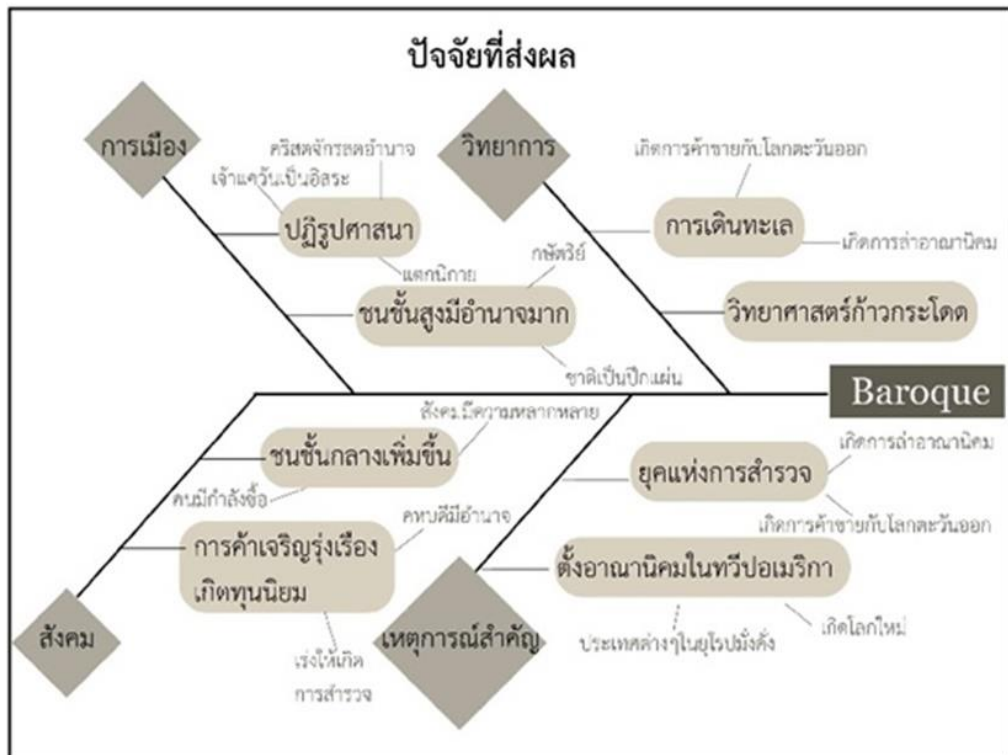 ปัจจัยที่ส่งผล
การเมือง
คริสตจักรลดอำนาจ
เจ้าแคว้นเป็นอิสระ
ปฏิรูปศาสนา
แตกนิกาย
กษัตริย์
ชนชั้นสูงมีอำนาจมาก
ชาติเป็นปึกแผ่น
วิทยาการ
เกิดการค้าขายกับโลกตะวันออก
การเดินทะเล
เกิดการล่าอาณานิคม
วิทยาศาสตร์ก้าวกระโดด
Baroque
สังคมมีความหลากหลาย
ชนชั้นกลางเพิ่มขึ้น
คนมีกำลังซื้อ
คหบดีมีอำนาจ
การค้าเจริญรุ่งเรือง
เกิดทุนนิยม
เร่งให้เกิด
การสำรวจ
สังคม
เกิดการล่าอาณานิคม
ยุคแห่งการสำรวจ
เกิดการค้าขายกับโลกตะวันออก
ตั้งอาณานิคมในทวีปอเมริกา
เกิดโลกใหม่
ประเทศต่างๆในยุโรปมั่งคั่ง
เหตุการณ์สำคัญ